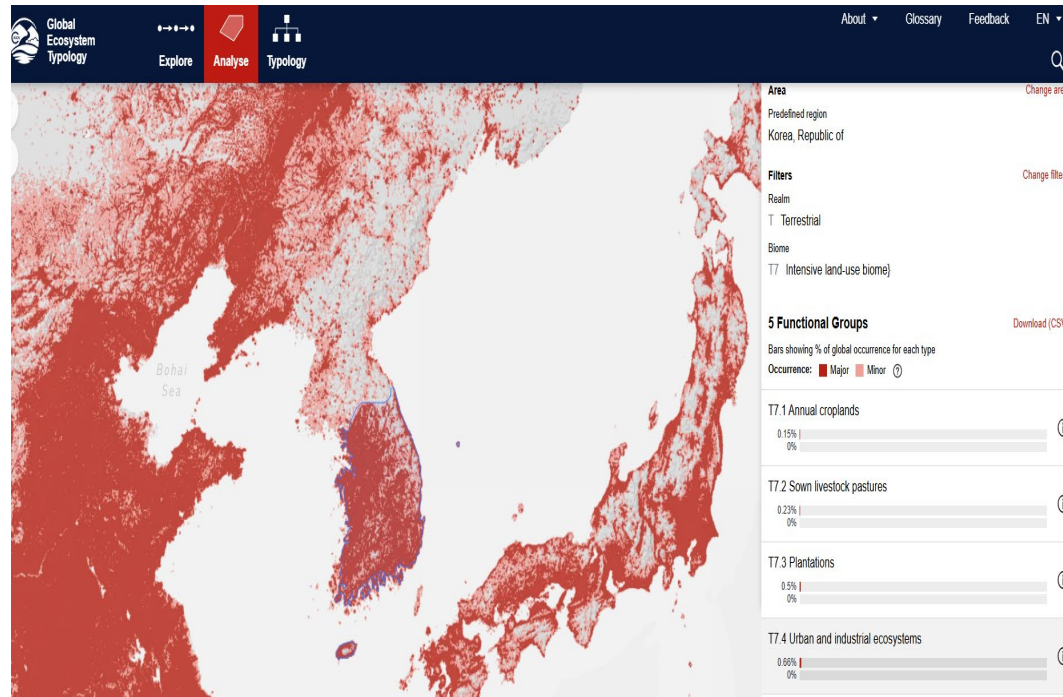 Global
Ecosystem
Typology
Explore
Analyse
Typology
About
Glossary
Feedback
EN
Bohai
Sea
Area
Change are
Predefined region
Korea, Republic of
Filters
Change filte
Realm
T Terrestrial
Biome
T7 Intensive land-use biome}
5 Functional Groups
Download (CSV
Bars showing % of global occurrence for each type
Occurrence: Major Minor ?
T7.1 Annual croplands
0.15%
0%
T7.2 Sown livestock pastures
0.23%
0%
T7.3 Plantations
0.5%
0%
T7.4 Urban and industrial ecosystems
0.66%
0%